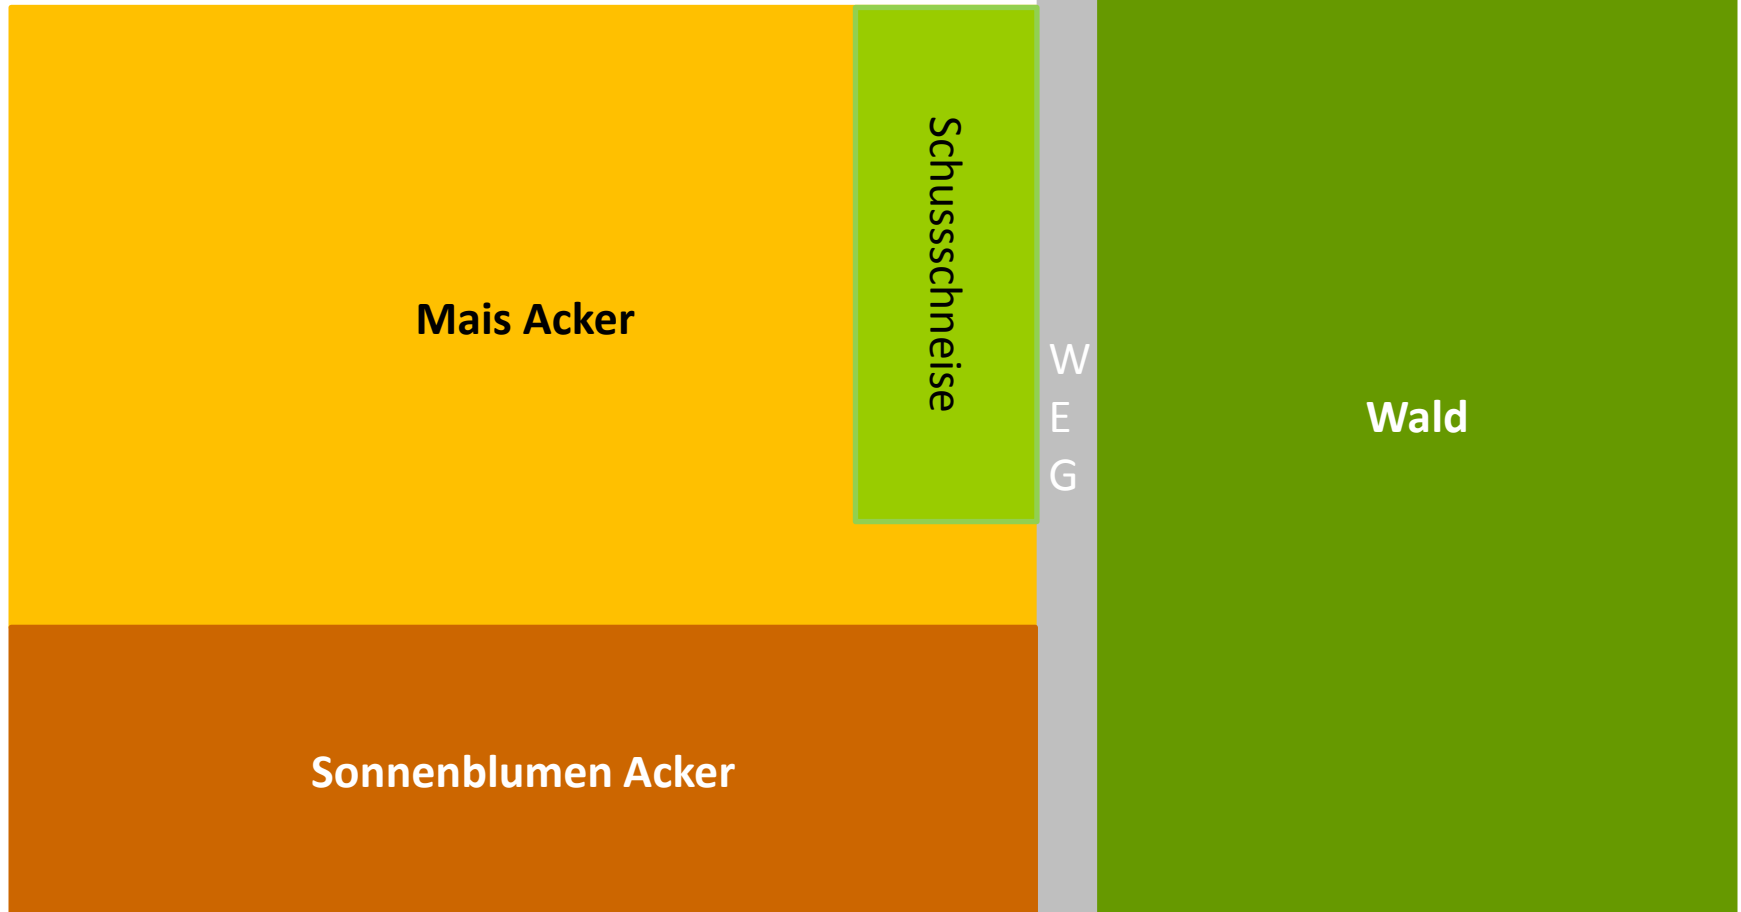 Schussschneise
Mais Acker
W
E
G
Wald
Sonnenblumen Acker